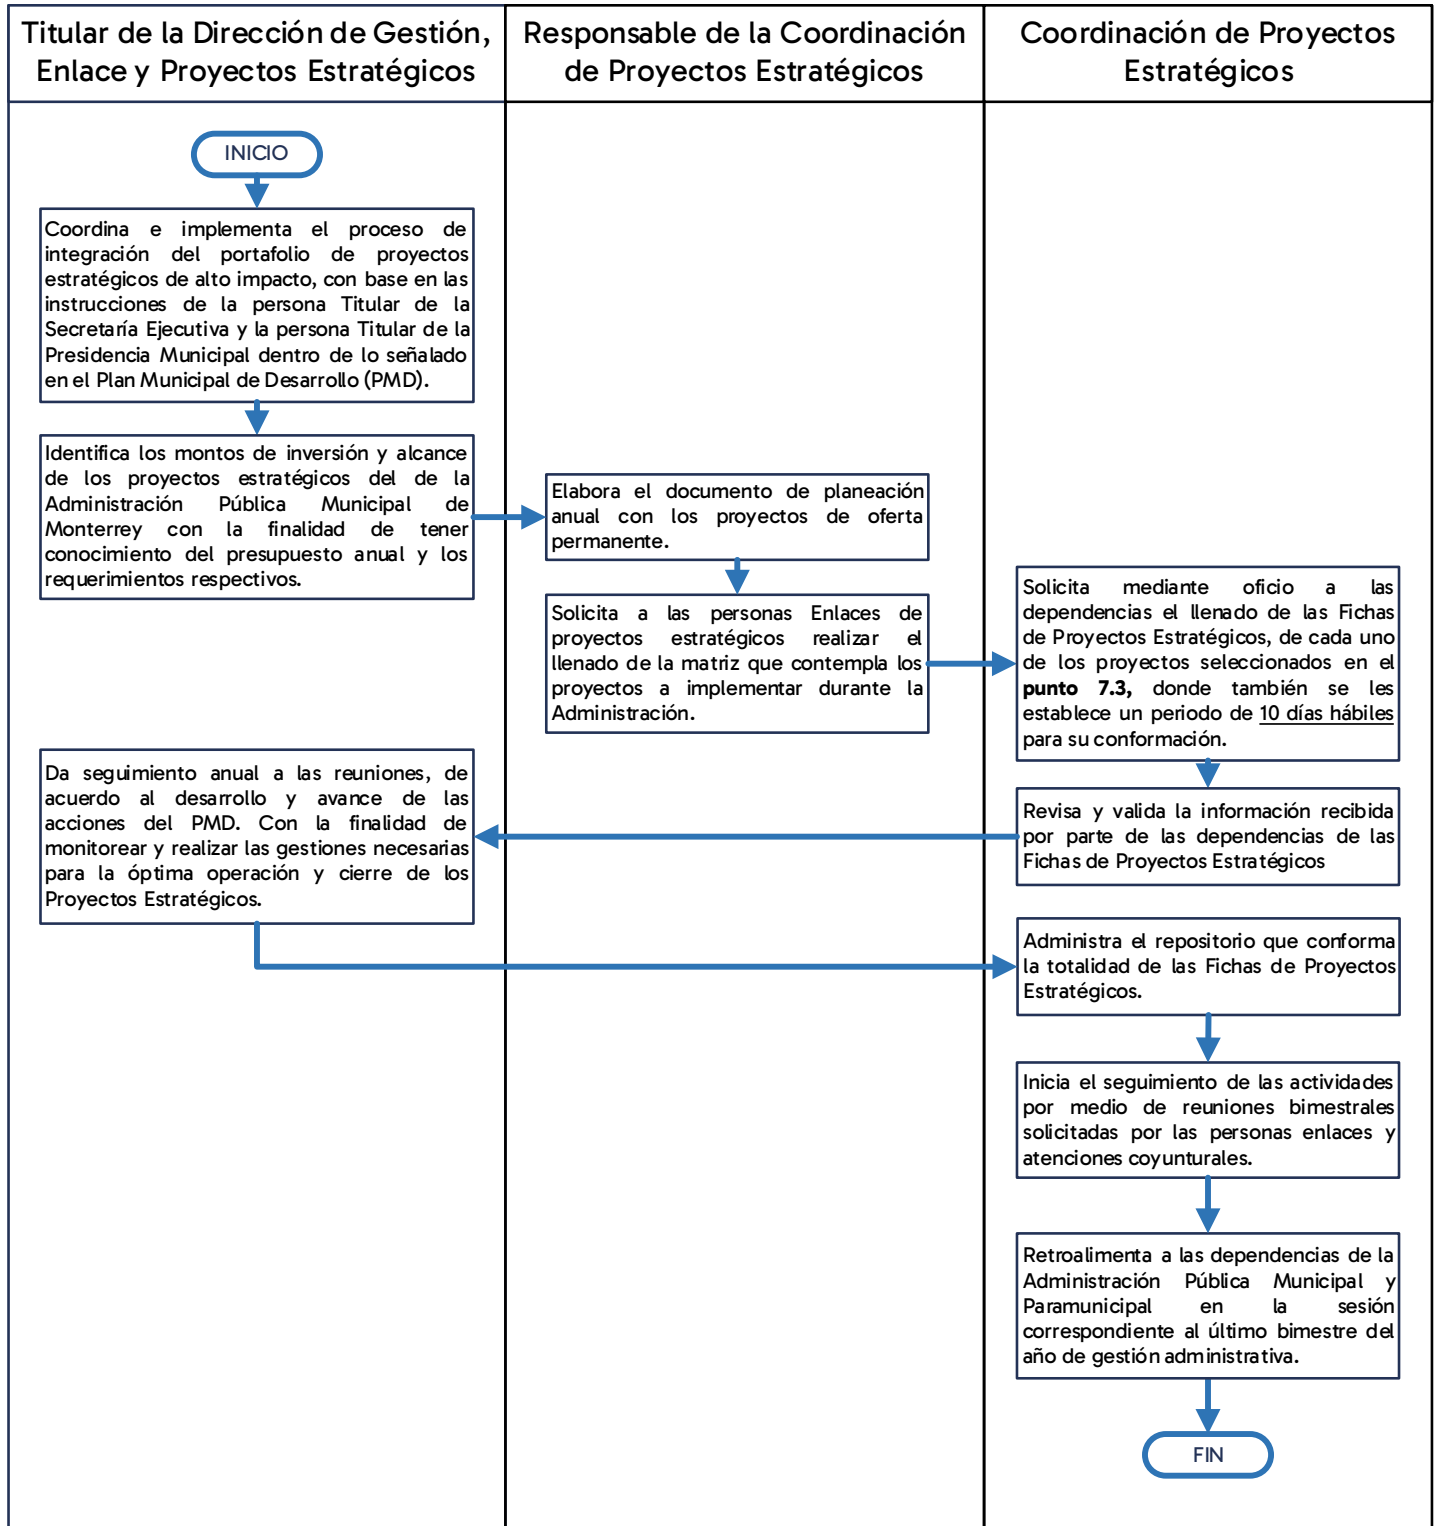 Titular de la Dirección de Gestión,
Enlace y Proyectos Estratégicos
Responsable de la Coordinación
de Proyectos Estratégicos
Coordinación de Proyectos
Estratégicos
INICIO
Coordina e implementa el proceso de
integración del portafolio de proyectos
estratégicos de alto impacto, con base en las
instrucciones de la persona Titular de la
Secretaría Ejecutiva y la persona Titular de la
Presidencia Municipal dentro de lo señalado
en el Plan Municipal de Desarrollo (PMD).
Identifica los montos de inversión y alcance
de los proyectos estratégicos del de la
Administración Pública Municipal de
Monterrey con la finalidad de tener
conocimiento del presupuesto anual y los
requerimientos respectivos.
Elabora el documento de planeación
anual con los proyectos de oferta
permanente.
Solicita a las personas Enlaces de
proyectos estratégicos realizar el
llenado de la matriz que contempla los
proyectos a implementar durante la
Administración.
Solicita mediante oficio a las
dependencias el llenado de las Fichas
de Proyectos Estratégicos, de cada uno
de los proyectos seleccionados en el
punto 7.3, donde también se les
establece un periodo de 10 días hábiles
para su conformación.
Revisa y valida la información recibida
por parte de las dependencias de las
Fichas de Proyectos Estratégicos
Da seguimiento anual a las reuniones, de
acuerdo al desarrollo y avance de las
acciones del PMD. Con la finalidad de
monitorear y realizar las gestiones necesarias
para la óptima operación y cierre de los
Proyectos Estratégicos.
Administra el repositorio que conforma
la totalidad de las Fichas de Proyectos
Estratégicos.
Inicia el seguimiento de las actividades
por medio de reuniones bimestrales
solicitadas por las personas enlaces y
atenciones coyunturales.
Retroalimenta a las dependencias de la
Administración Pública Municipal y
Paramunicipal en la sesión
correspondiente al último bimestre del
año de gestión administrativa.
FIN